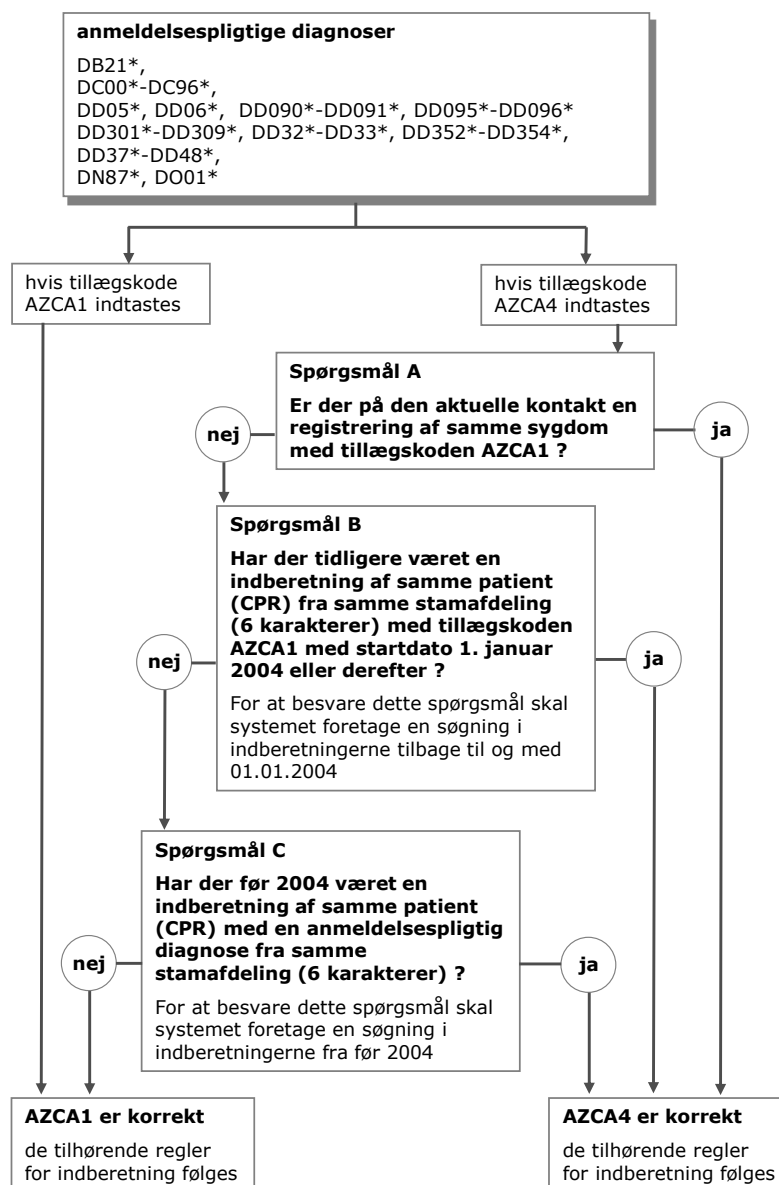 anmeldelsespligtige diagnoser
DB21*,
DC00*-DC96*,
DD05*, DD06*, DD090*-DD091*, DD095*-DD096*
DD301*-DD309*, DD32*-DD33*, DD352*-DD354*,
DD37*-DD48*,
DN87*, DO01*
hvis tillægskode
AZCA1 indtastes
hvis tillægskode
AZCA4 indtastes
Spørgsmål A
Er der på den aktuelle kontakt en
registrering af samme sygdom
med tillægskoden AZCA1 ?
nej
ja
Spørgsmål B
Har der tidligere været en
indberetning af samme patient
(CPR) fra samme stamafdeling
(6 karakterer) med tillægskoden
AZCA1 med startdato 1. januar
2004 eller derefter ?
For at besvare dette spørgsmål skal
systemet foretage en søgning i
indberetningerne tilbage til og med
01.01.2004
nej
ja
Spørgsmål C
Har der før 2004 været en
indberetning af samme patient
(CPR) med en anmeldelsespligtig
diagnose fra samme
stamafdeling (6 karakterer) ?
For at besvare dette spørgsmål skal
systemet foretage en søgning i
indberetningerne fra før 2004
nej
ja
AZCA1 er korrekt
de tilhørende regler
for indberetning følges
AZCA4 er korrekt
de tilhørende regler
for indberetning følges